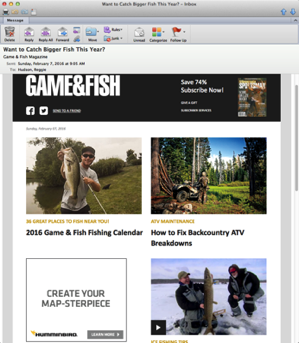 Want to Catch Bigger Fish This Year? - Inbox
Message
Delete Reply Reply All Forward Move Rules Junk Unread Categories Follow Up
Want to Catch Bigger Fish This Year?
Game & Fish Magazine
Sent: Sunday, February 7, 2016 at 9:05 AM
To: Hudson, Reggie
GAME&FISH
Save 74%
Subscribe Now!
GIVE A GIFT
SUBSCRIBER SERVICES
SEND TO A FRIEND
Sunday, February 07, 2016
36 GREAT PLACES TO FISH NEAR YOU!
2016 Game & Fish Fishing Calendar
ATV MAINTENANCE
How to Fix Backcountry ATV
Breakdowns
CREATE YOUR
MAP-STERPIECE
HUMMINBIRD
LEARN MORE
ICE FISHING TIPS